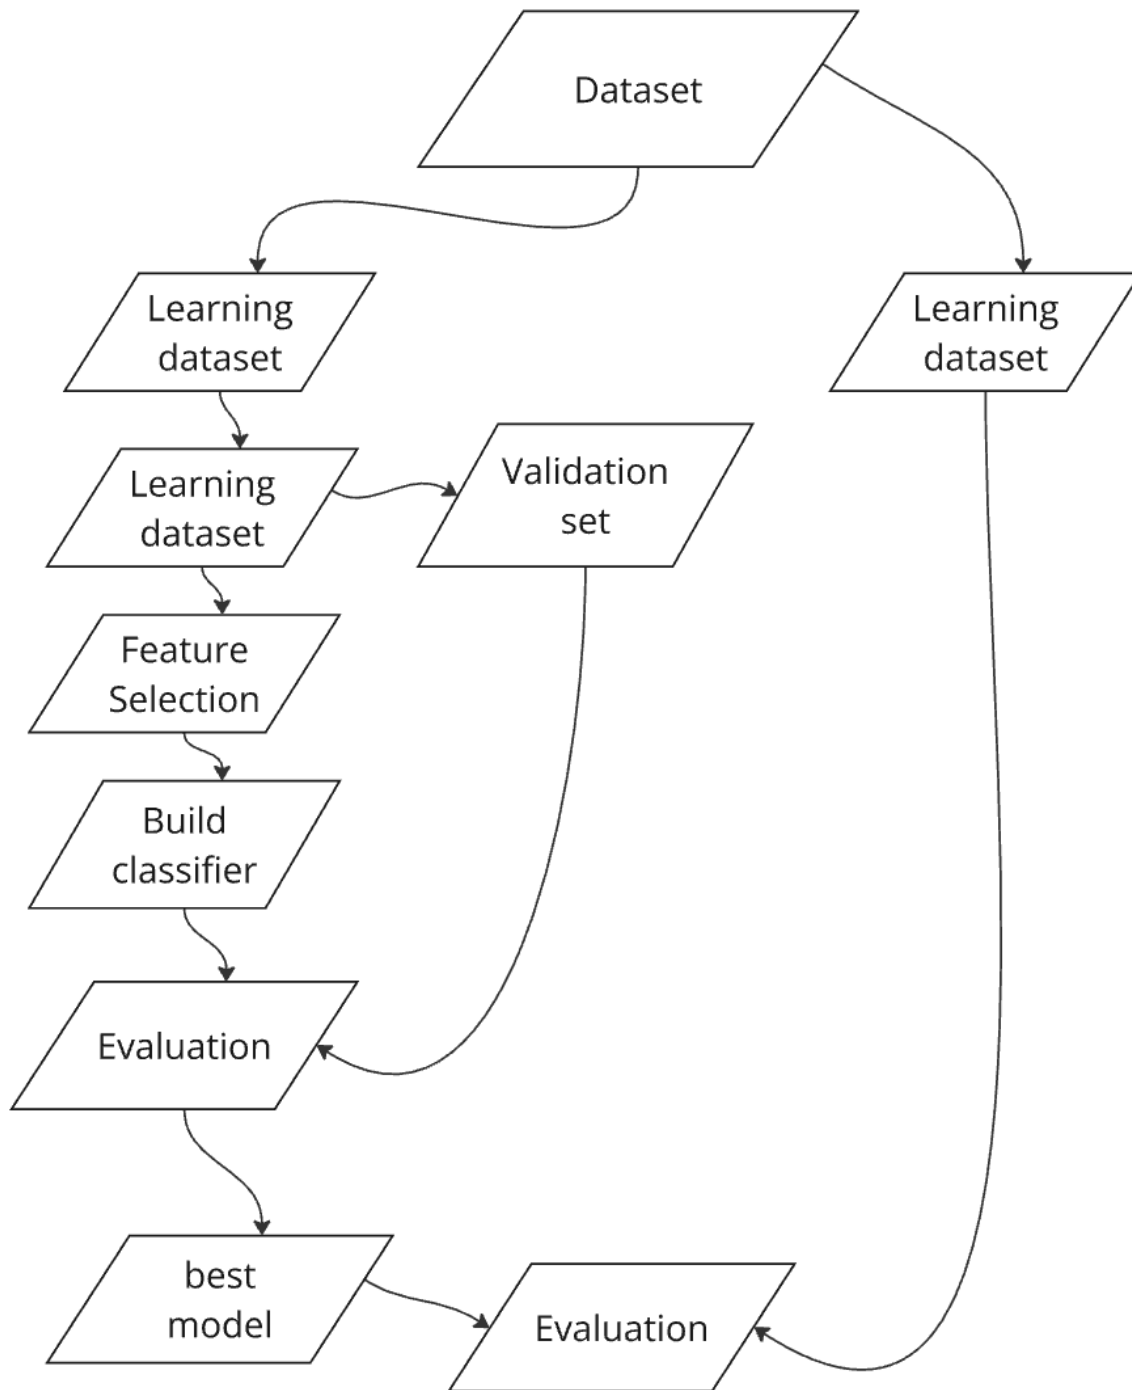 Dataset
Learning
dataset
Learning
dataset
Learning
dataset
Validation
set
Feature
Selection
Build
classifier
Evaluation
best
model
Evaluation